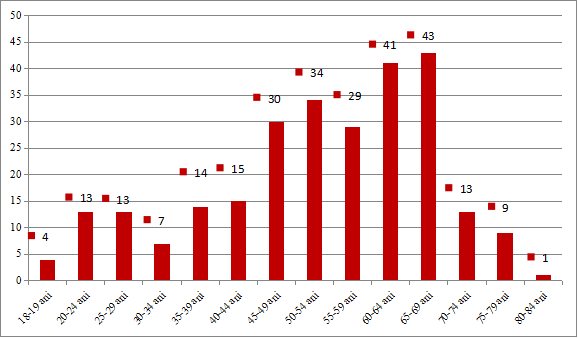 50
45
40
35
30
25
20
15
10
5
0
4
13
13
7
14
15
30
34
29
41
43
13
9
1
18-19 ani
20-24 ani
25-29 ani
30-34 ani
35-39 ani
40-44 ani
45-49 ani
50-54 ani
55-59 ani
60-64 ani
65-69 ani
70-74 ani
75-79 ani
80-84 ani